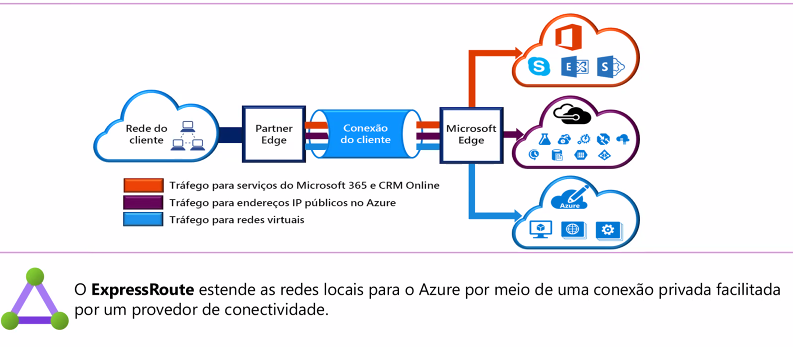 Rede do
cliente
Partner
Edge
Conexão
do cliente
Microsoft
Edge
S
E
S
Azure
Tráfego para serviços do Microsoft 365 e CRM Online
Tráfego para endereços IP públicos no Azure
Tráfego para redes virtuais
O ExpressRoute estende as redes locais para o Azure por meio de uma conexão privada facilitada
por um provedor de conectividade.